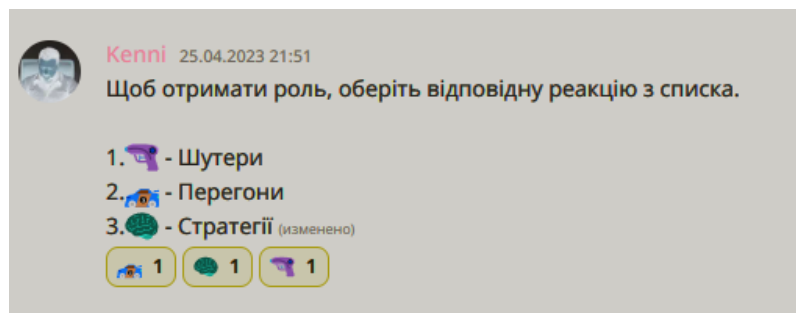 Kenni 25.04.2023 21:51
Щоб отримати роль, оберіть відповідну реакцію з списка.
1. - Шутери
2. - Перегони
3. - Стратегії (изменено)
1 1 1